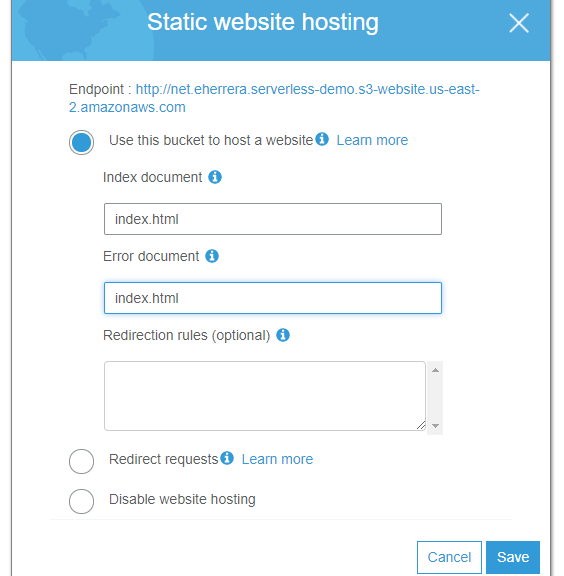 Static website hosting
Endpoint : http://net.eherrera.serverless-demo.s3-website.us-east-
2.amazonaws.com
Use this bucket to host a website Learn more
Index document
index.html
Error document
index.html
Redirection rules (optional)
Redirect requests Learn more
Disable website hosting
Cancel Save